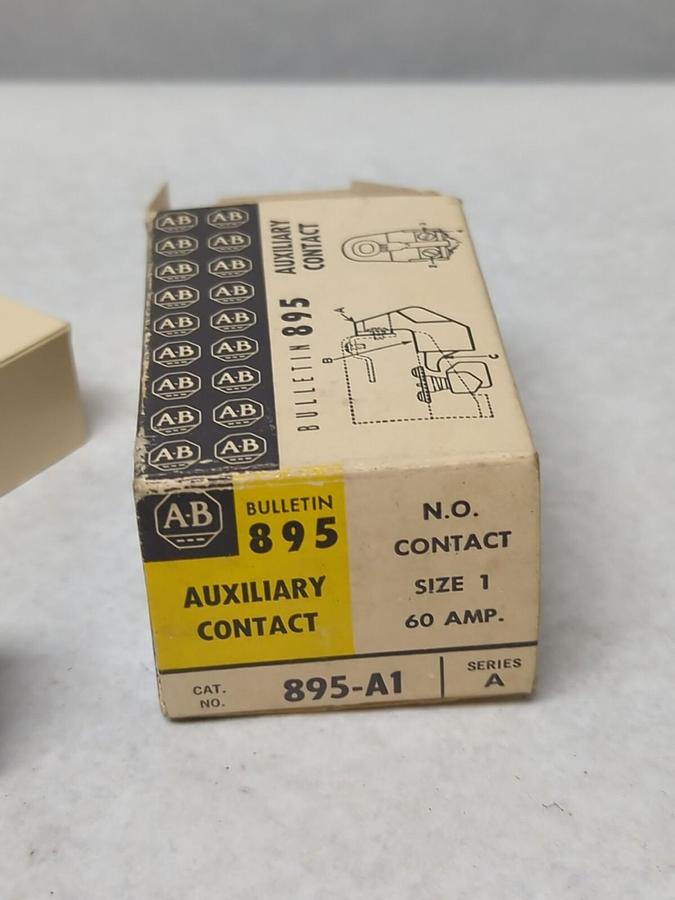 A-B A-B
A-B A-B
A-B A-B
A-B A-B
A-B A-B
A-B A-B
A-B A-B
A-B A-B
A-B A-B
BULLETIN 895 AUXILIARY
CONTACT
A
B
C
A-B
BULLETIN
895
AUXILIARY
CONTACT
N.O.
CONTACT
SIZE 1
60 AMP.
CAT.
NO.
895-A1
SERIES
A